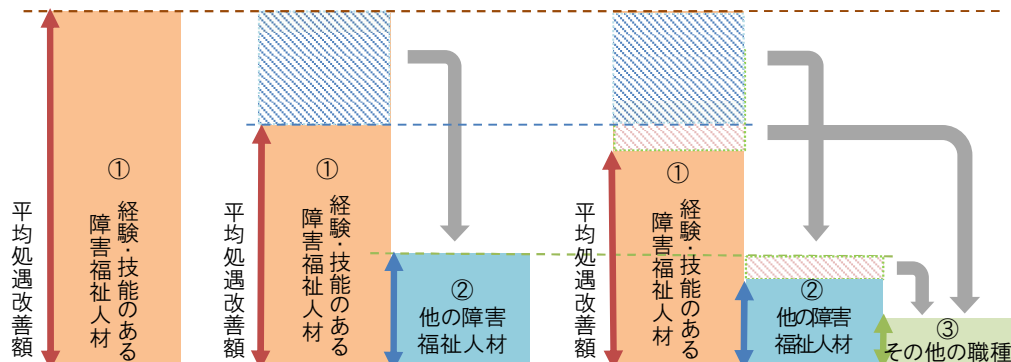 平均処遇改善額
①
経験・技能のある
障害福祉人材
平均処遇改善額
①
経験・技能のある
障害福祉人材
②
他の障害
福祉人材
平均処遇改善額
①
経験・技能のある
障害福祉人材
②
他の障害
福祉人材
③
その他の職種